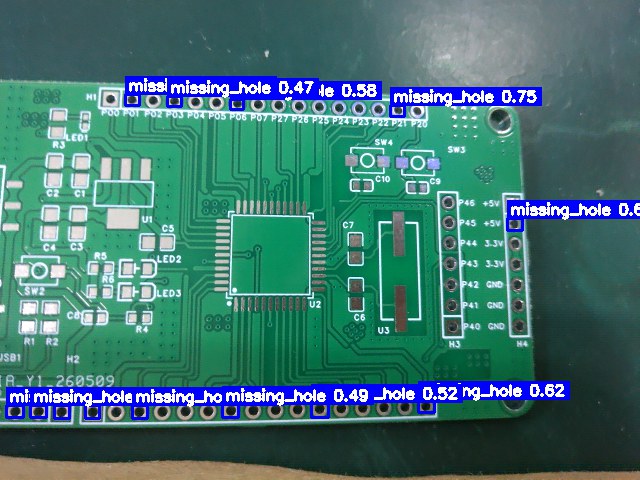 missing_hole 0.47
0.58
missing_hole 0.75
H1
P00 P01 P02 P03 P04 P05 P06 P07 P27 P26 P25 P24 P23 P22 P21 P20
LED1
R3
SW4
SW3
C2 C1
C10 C9
U1
P46 +5V
missing_hole 0.6
P45 +5V
C7
C4 C3
C5
P44 3.3V
R5
LED2
P43 3.3V
R6
SW2
P42 GND
LED3
P41 GND
U2
C6
C8
R4
R1 R2
U3
P40 GND
H3 H4
USB1
H2
_Y1_260509
missing_hole
missing_hole 0.49
_hole 0.52
ng_hole 0.62